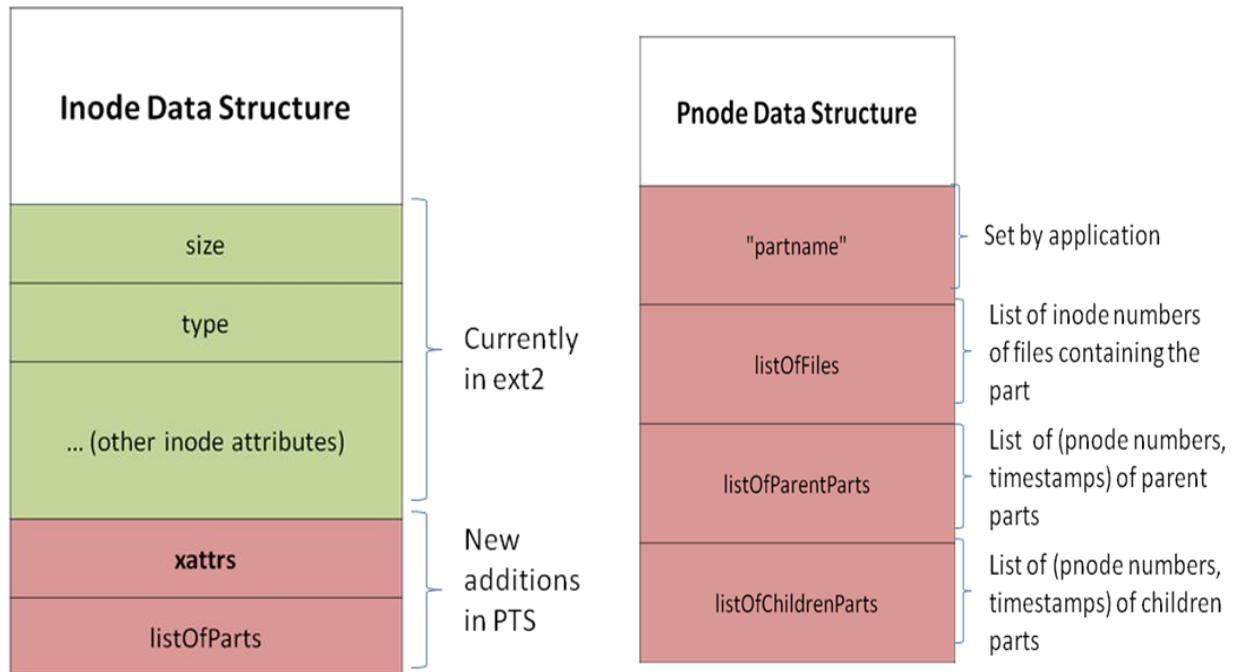 Inode Data Structure
size
type
... (other inode attributes)
xattrs
listOfParts
Currently
in ext2
New
additions
in PTS
Pnode Data Structure
"partname"
listOfFiles
listOfParentParts
listOfChildrenParts
Set by application
List of inode numbers
of files containing the
part
List of (pnode numbers,
timestamps) of parent
parts
List of (pnode numbers,
timestamps) of children
parts